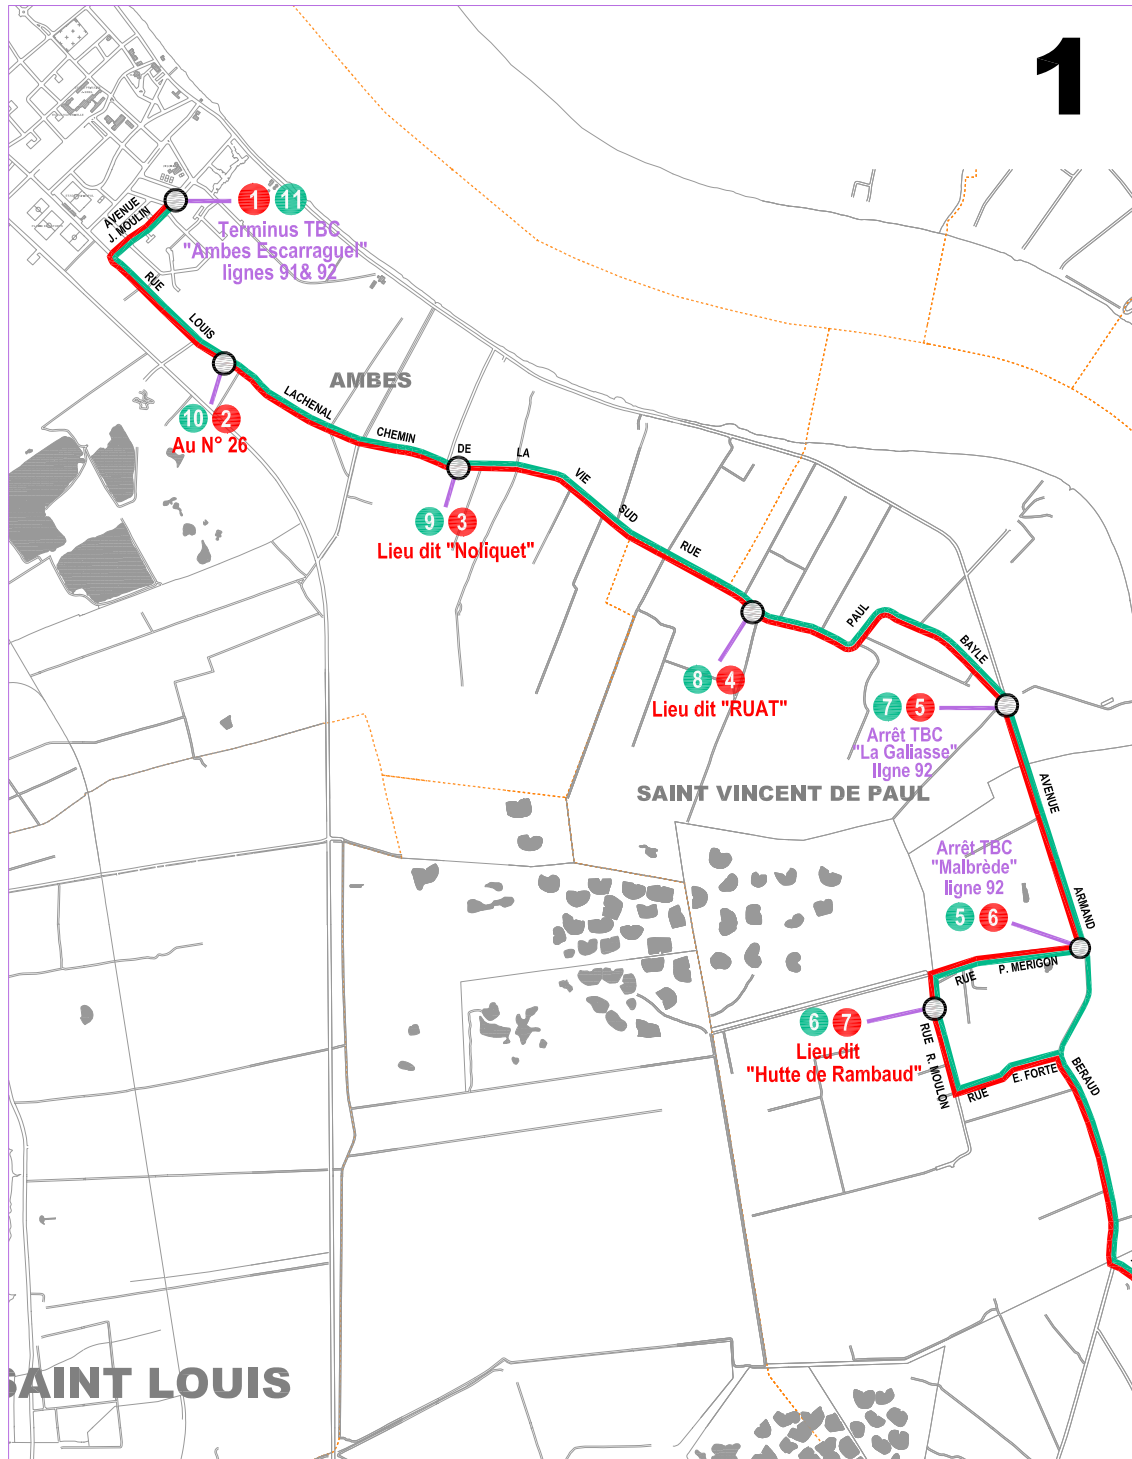 1
AVENUE
J. MOULIN
1 11
Terminus TBC
"Ambes Escarraguel"
lignes 91& 92
RUE
LOUIS
AMBES
LACHENAL
10 2
Au N° 26
CHEMIN
DE
LA
VIE
SUD
RUE
9 3
Lieu dit "Noliquet"
PAUL
BAYLE
8 4
Lieu dit "RUAT"
7 5
Arrêt TBC
"La Galiasse"
ligne 92
SAINT VINCENT DE PAUL
AVENUE
Arrêt TBC
"Malbrède"
ligne 92
5 6
ARMAND
RUE
P. MERIGON
6 7
Lieu dit
"Hutte de Rambaud"
RUE
R. MOULON
RUE
E. FORTE
BERAUD
SAINT LOUIS